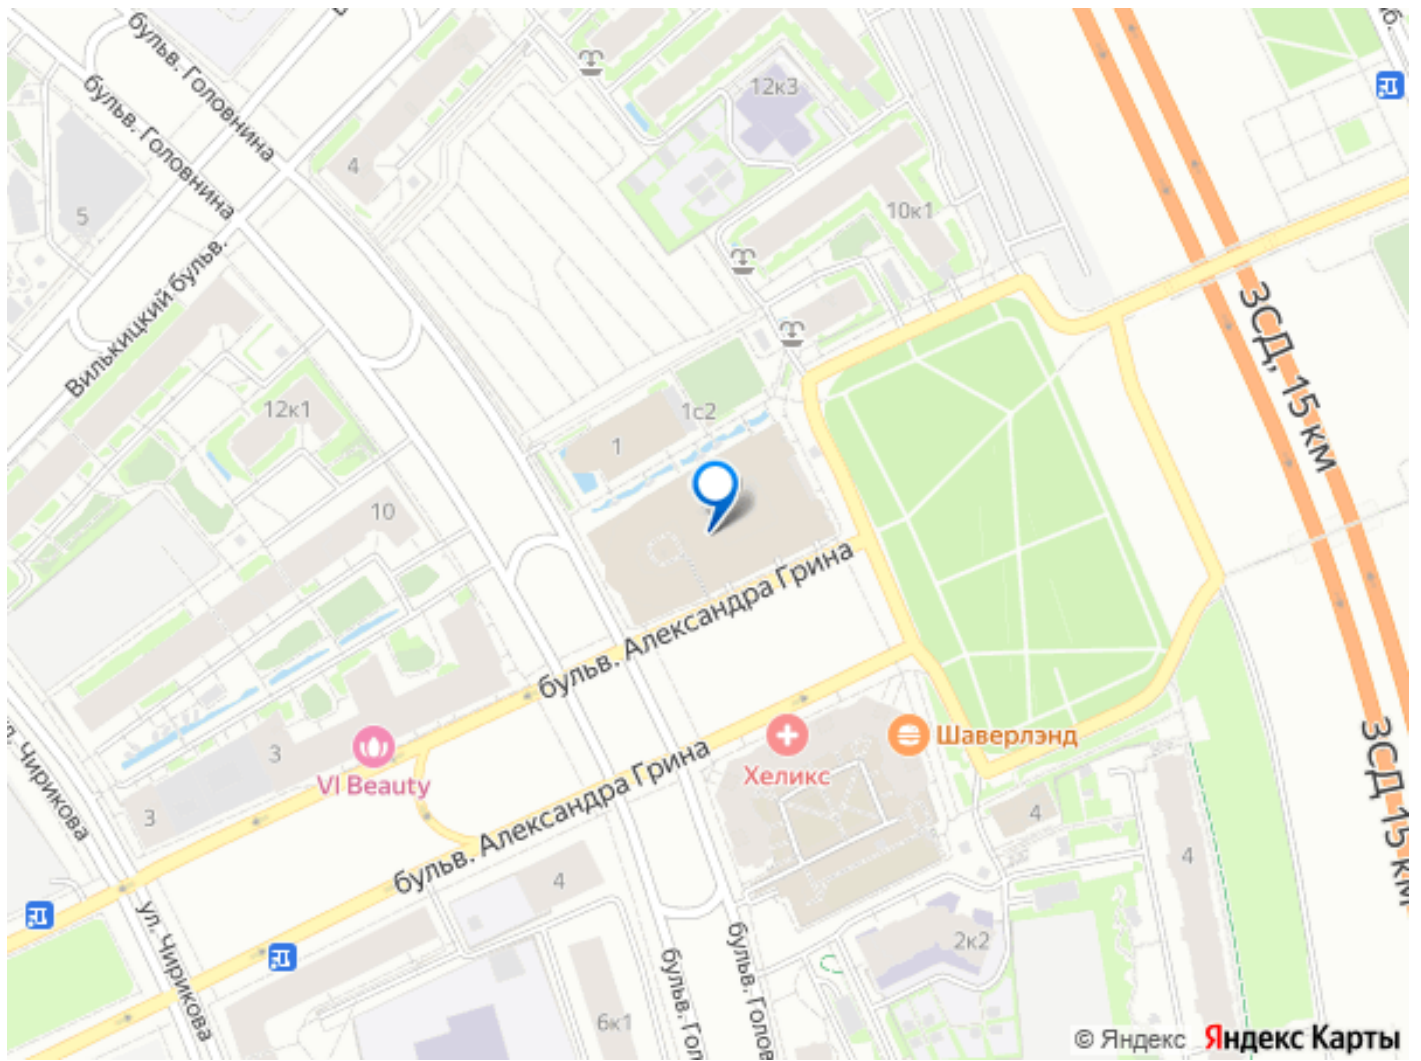 бульв. Головнина
бульв. Головнина
12к3
4
5
10к1
Вилькицкий бульв.
ЗСД, 15 км
12к1
1с2
1
10
бульв. Александра Грина
3
VI Beauty
3
Хеликс
Шаверлэнд
ЗСД 15 км
бульв. Александра Грина
4
4
4
ул. Чирикова
2к2
6к1
бульв. Гол
бульв. Голов
© Яндекс Яндекс Карты